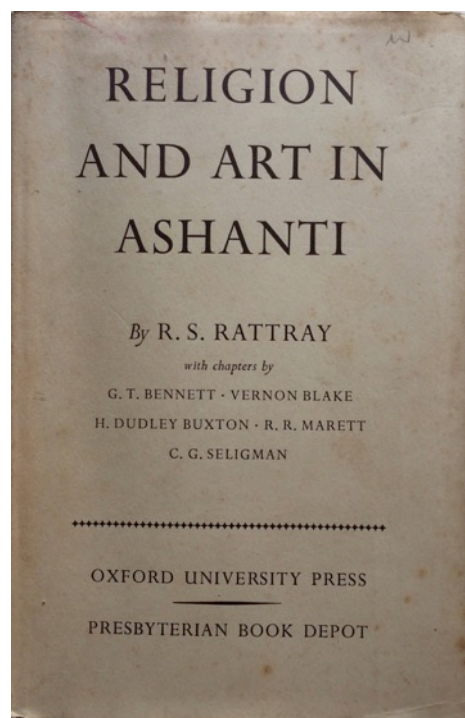 RELIGION
AND ART IN
ASHANTI
By R. S. RATTRAY
with chapters by
G. T. BENNETT · VERNON BLAKE
H. DUDLEY BUXTON · R. R. MARETT
C. G. SELIGMAN
OXFORD UNIVERSITY PRESS
PRESBYTERIAN BOOK DEPOT